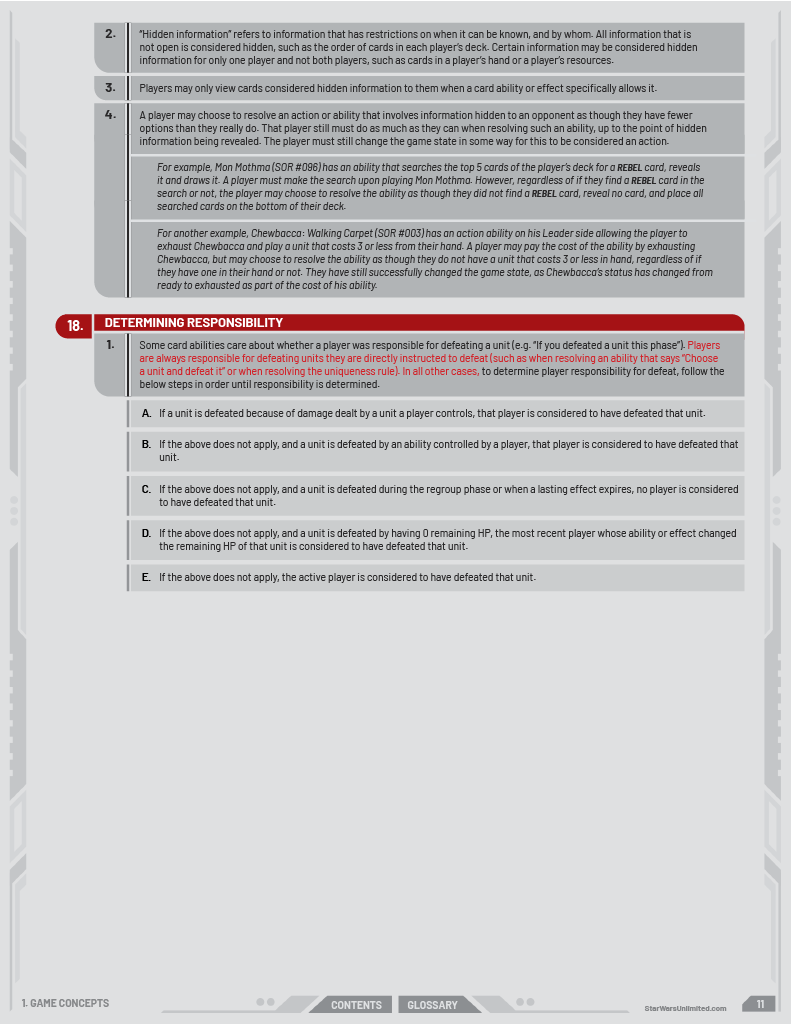 2. “Hidden information” refers to information that has restrictions on when it can be known, and by whom. All information that is
not open is considered hidden, such as the order of cards in each player’s deck. Certain information may be considered hidden
information for only one player and not both players, such as cards in a player’s hand or a player’s resources.
3. Players may only view cards considered hidden information to them when a card ability or effect specifically allows it.
4. A player may choose to resolve an action or ability that involves information hidden to an opponent as though they have fewer
options than they really do. That player still must do as much as they can when resolving such an ability, up to the point of hidden
information being revealed. The player must still change the game state in some way for this to be considered an action.
For example, Mon Mothma (SOR #096) has an ability that searches the top 5 cards of the player’s deck for a REBEL card, reveals
it and draws it. A player must make the search upon playing Mon Mothma. However, regardless of if they find a REBEL card in the
search or not, the player may choose to resolve the ability as though they did not find a REBEL card, reveal no card, and place all
searched cards on the bottom of their deck.
For another example, Chewbacca: Walking Carpet (SOR #003) has an action ability on his Leader side allowing the player to
exhaust Chewbacca and play a unit that costs 3 or less from their hand. A player may pay the cost of the ability by exhausting
Chewbacca, but may choose to resolve the ability as though they do not have a unit that costs 3 or less in hand, regardless of if
they have one in their hand or not. They have still successfully changed the game state, as Chewbacca’s status has changed from
ready to exhausted as part of the cost of his ability.
18. DETERMINING RESPONSIBILITY
1. Some card abilities care about whether a player was responsible for defeating a unit (e.g. “If you defeated a unit this phase”). Players
are always responsible for defeating units they are directly instructed to defeat (such as when resolving an ability that says “Choose
a unit and defeat it” or when resolving the uniqueness rule). In all other cases, to determine player responsibility for defeat, follow the
below steps in order until responsibility is determined.
A. If a unit is defeated because of damage dealt by a unit a player controls, that player is considered to have defeated that unit.
B. If the above does not apply, and a unit is defeated by an ability controlled by a player, that player is considered to have defeated that
unit.
C. If the above does not apply, and a unit is defeated during the regroup phase or when a lasting effect expires, no player is considered
to have defeated that unit.
D. If the above does not apply, and a unit is defeated by having 0 remaining HP, the most recent player whose ability or effect changed
the remaining HP of that unit is considered to have defeated that unit.
E. If the above does not apply, the active player is considered to have defeated that unit.
1. GAME CONCEPTS CONTENTS GLOSSARY StarWarsUnlimited.com 11